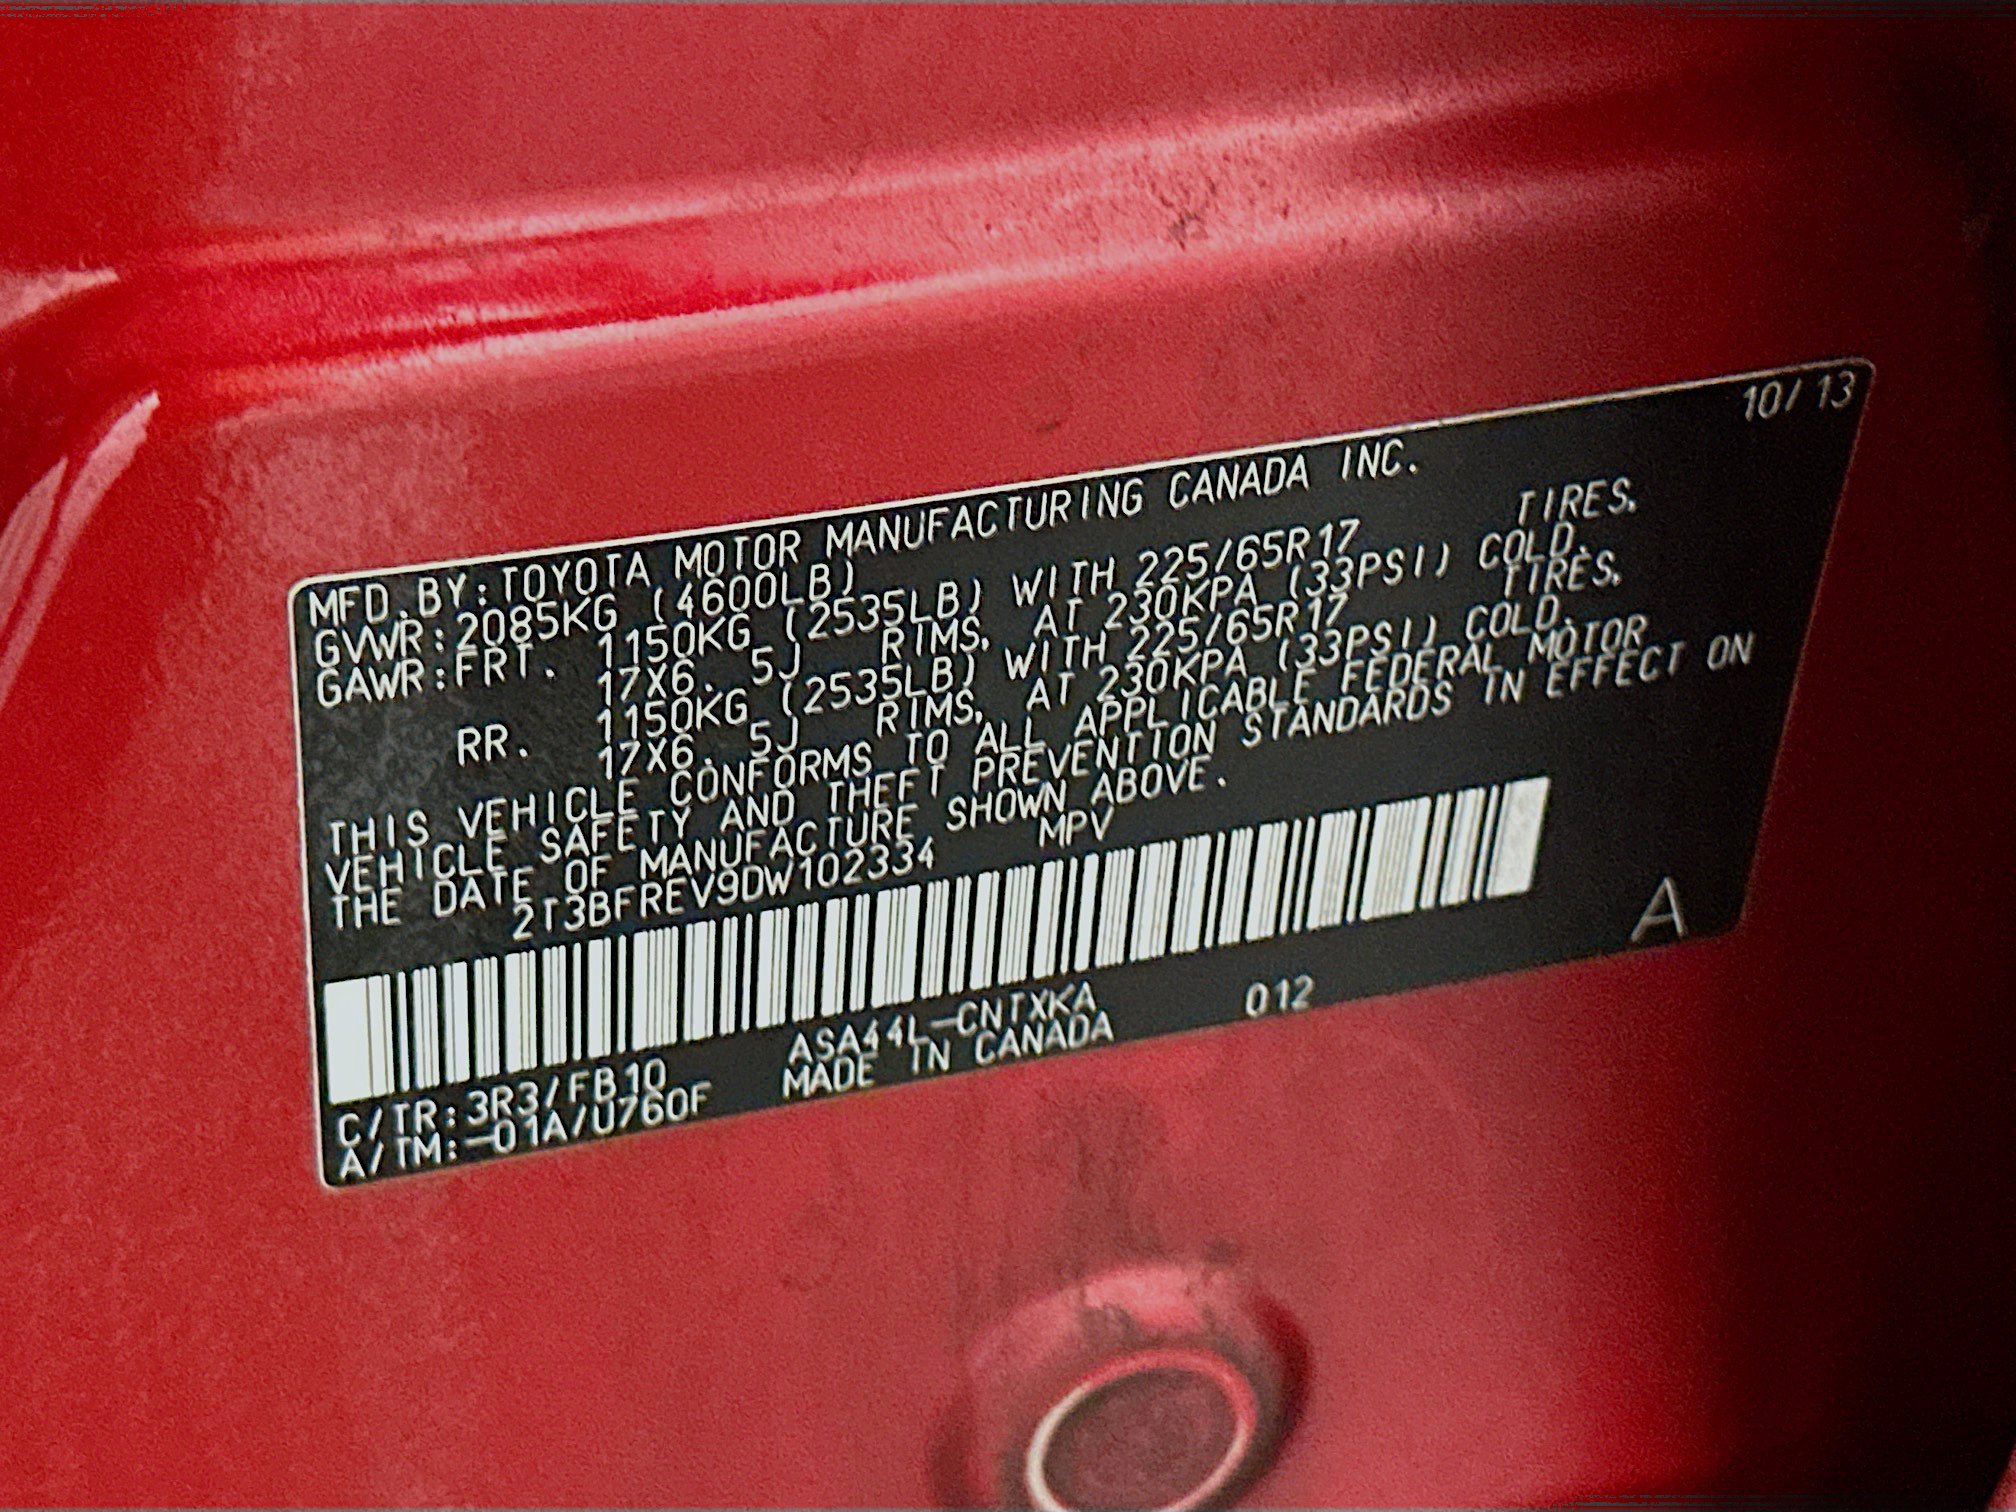 10/13
MFD.BY:TOYOTA MOTOR MANUFACTURING CANADA INC.
GVWR:2085KG (4600LB)
GAWR:FRT. 1150KG (2535LB) WITH 225/65R17 TIRES,
17X6.5J RIMS, AT 230KPA (33PSI) COLD.
RR. 1150KG (2535LB) WITH 225/65R17 TIRES,
17X6.5J RIMS, AT 230KPA (33PSI) COLD.
THIS VEHICLE CONFORMS TO ALL APPLICABLE FEDERAL MOTOR
VEHICLE SAFETY AND THEFT PREVENTION STANDARDS IN EFFECT ON
THE DATE OF MANUFACTURE SHOWN ABOVE.
2T3BFREV9DW102334 MPV
A
C/TR:3R3/FB10 ASA44L-CNTXKA 012
A/TM:-01A/U760F MADE IN CANADA